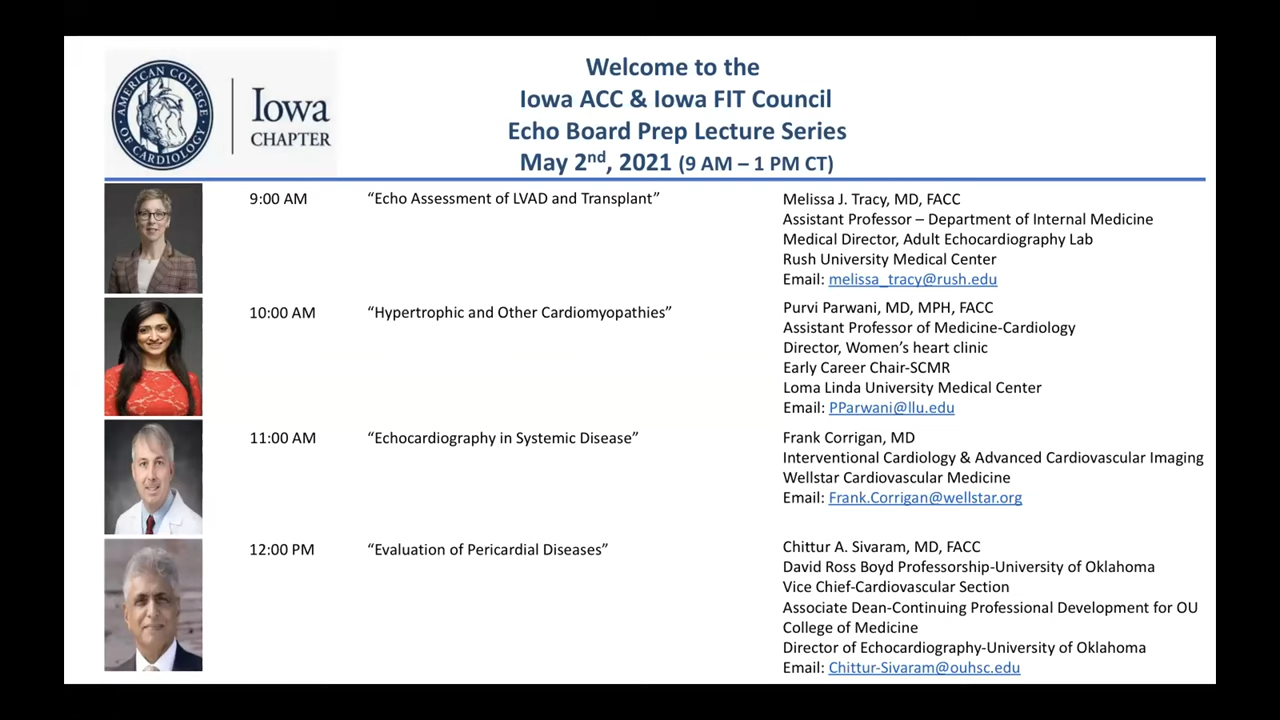 AMERICAN COLLEGE OF CARDIOLOGY
Iowa
CHAPTER
Welcome to the
Iowa ACC & Iowa FIT Council
Echo Board Prep Lecture Series
May 2nd, 2021 (9 AM – 1 PM CT)
9:00 AM
“Echo Assessment of LVAD and Transplant”
Melissa J. Tracy, MD, FACC
Assistant Professor – Department of Internal Medicine
Medical Director, Adult Echocardiography Lab
Rush University Medical Center
Email: melissa_tracy@rush.edu
10:00 AM
“Hypertrophic and Other Cardiomyopathies”
Purvi Parwani, MD, MPH, FACC
Assistant Professor of Medicine-Cardiology
Director, Women’s heart clinic
Early Career Chair-SCMR
Loma Linda University Medical Center
Email: PParwani@llu.edu
11:00 AM
“Echocardiography in Systemic Disease”
Frank Corrigan, MD
Interventional Cardiology & Advanced Cardiovascular Imaging
Wellstar Cardiovascular Medicine
Email: Frank.Corrigan@wellstar.org
12:00 PM
“Evaluation of Pericardial Diseases”
Chittur A. Sivaram, MD, FACC
David Ross Boyd Professorship-University of Oklahoma
Vice Chief-Cardiovascular Section
Associate Dean-Continuing Professional Development for OU
College of Medicine
Director of Echocardiography-University of Oklahoma
Email: Chittur-Sivaram@ouhsc.edu